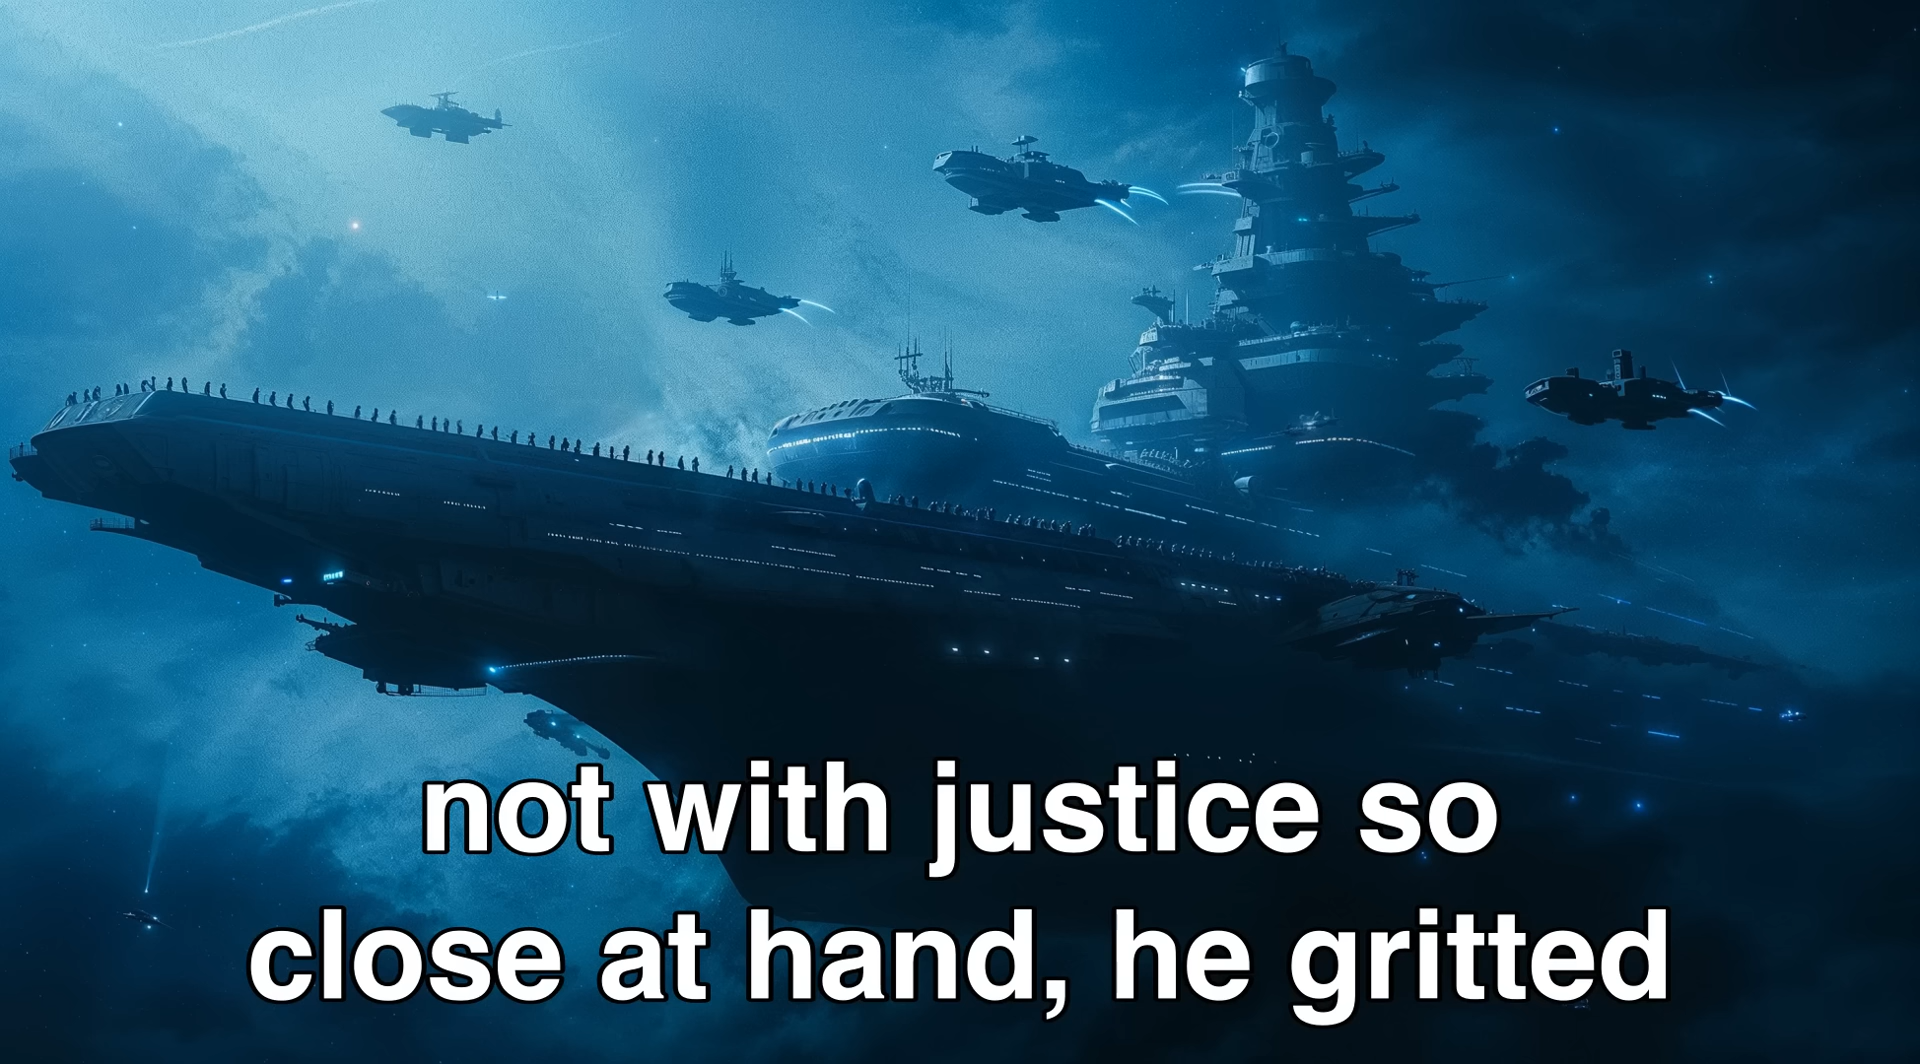 not with justice so
close at hand, he gritted